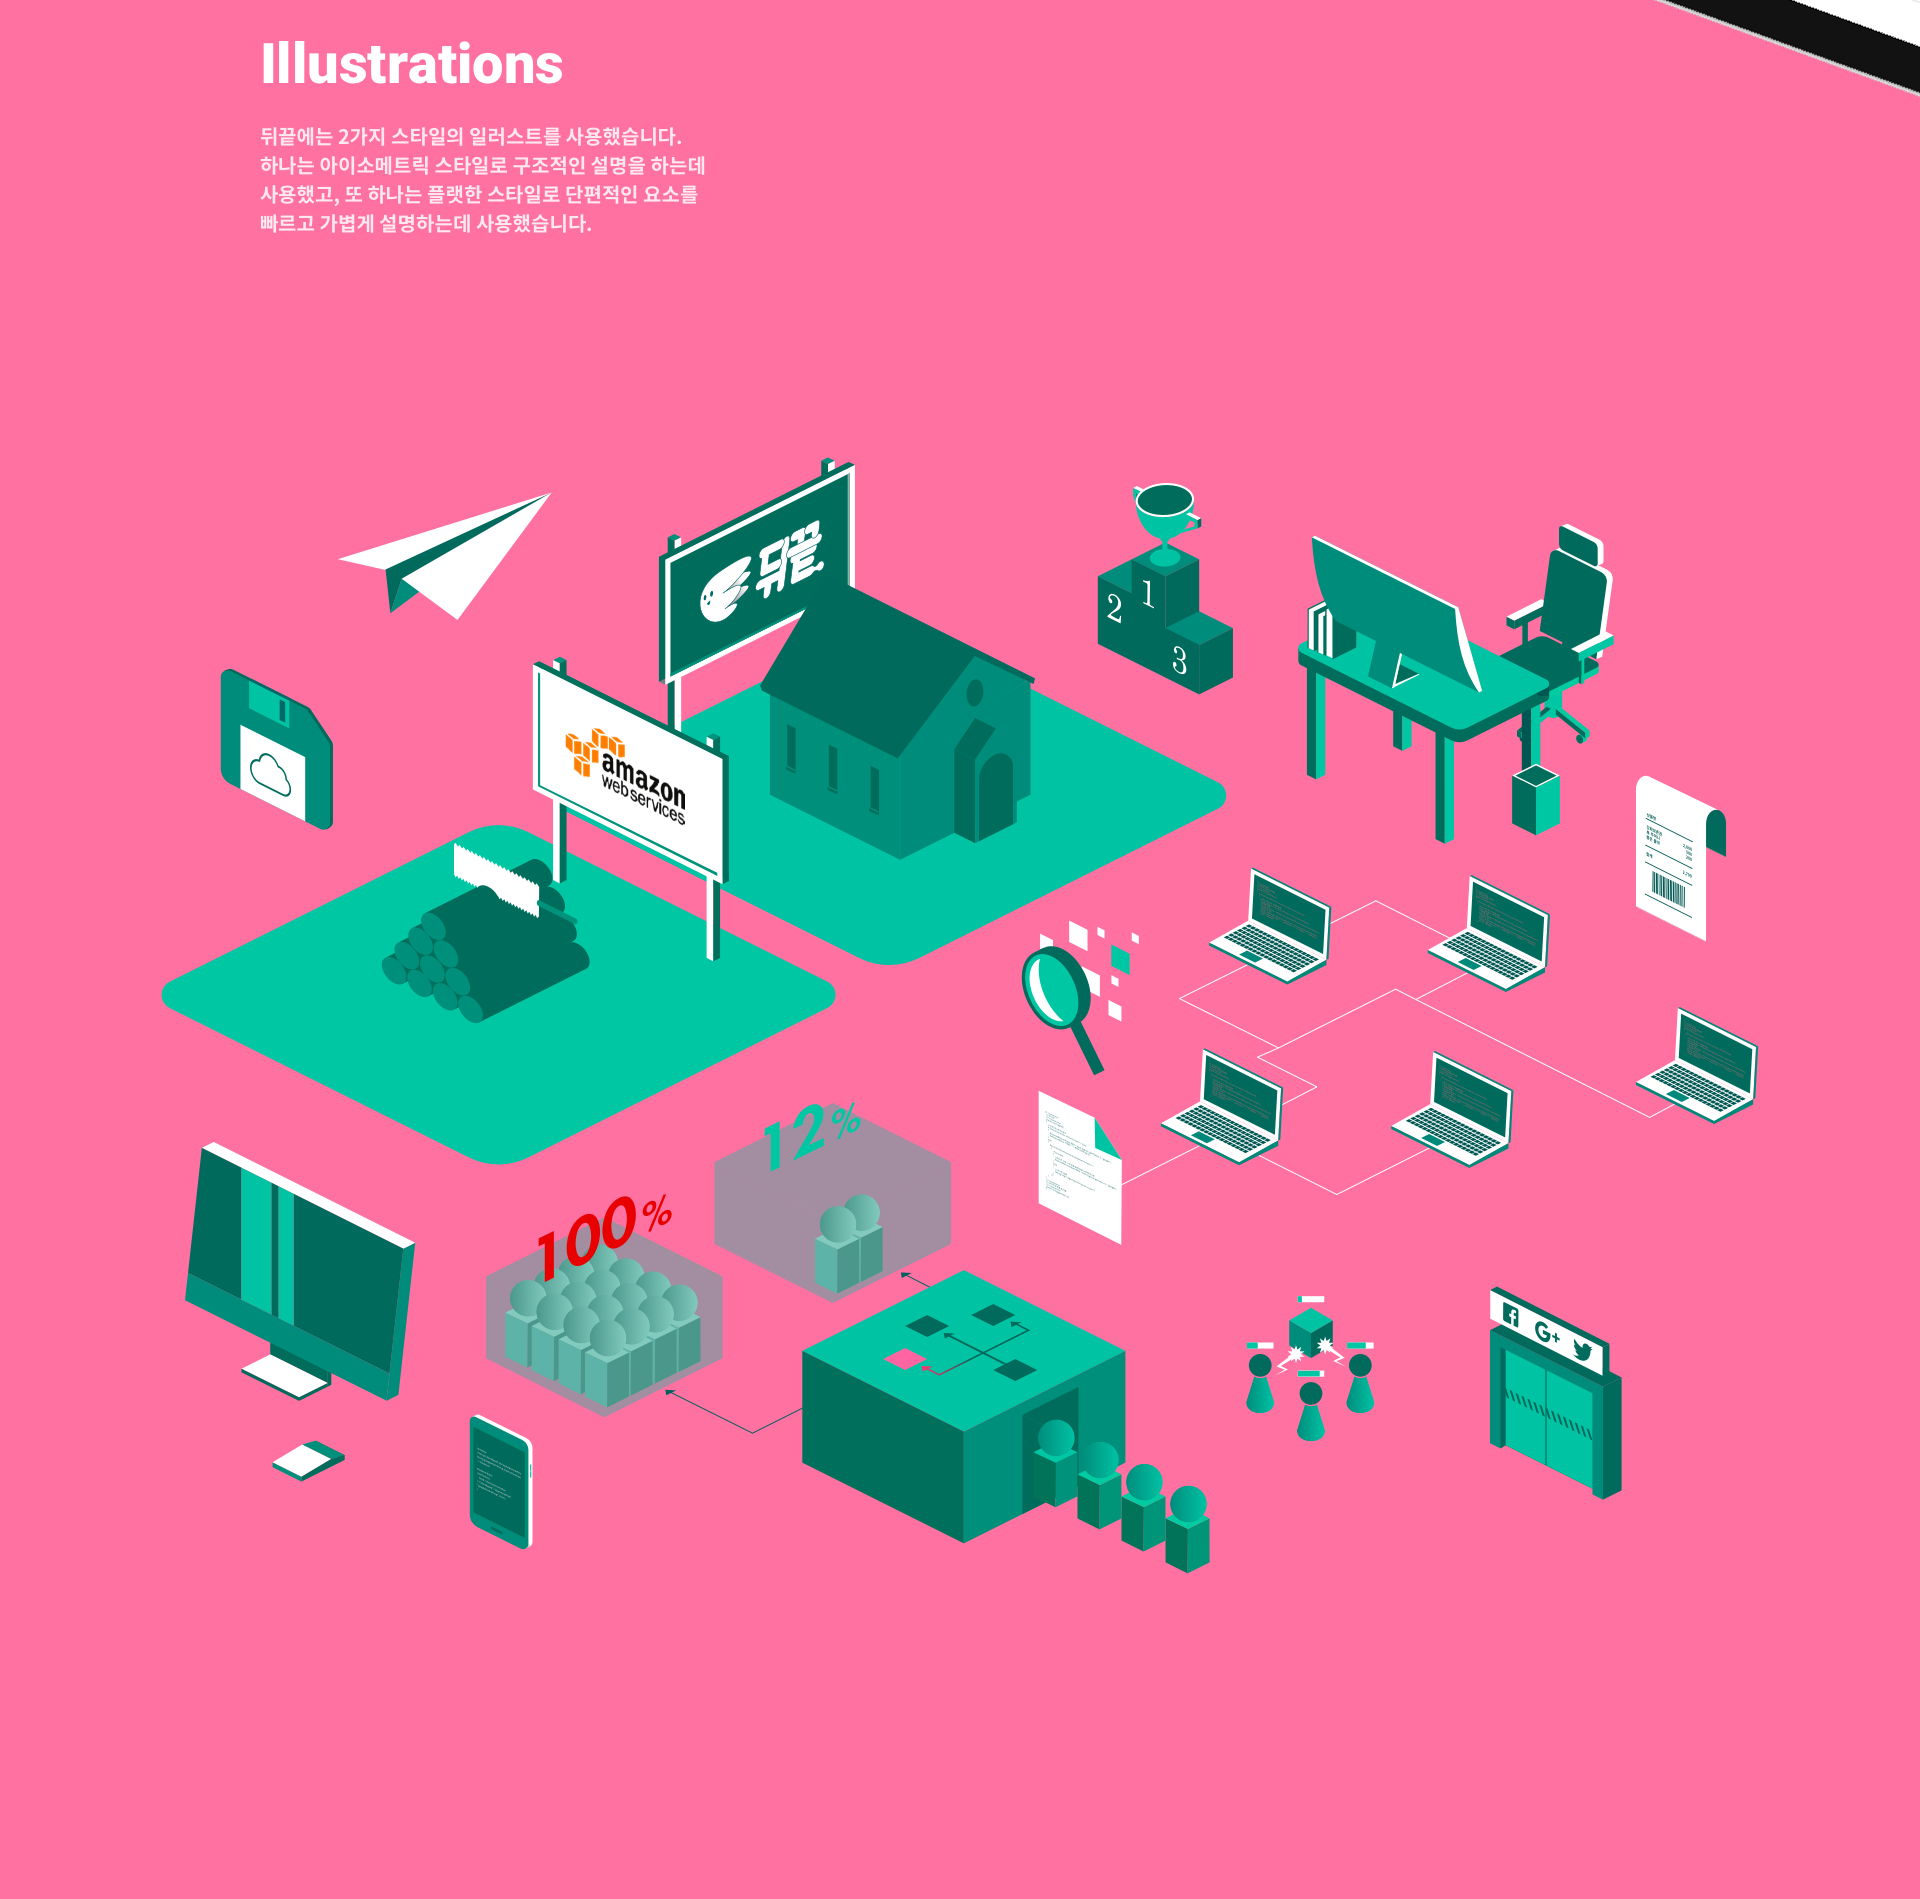 Illustrations
뒤끝에는 2가지 스타일의 일러스트를 사용했습니다.
하나는 아이소메트릭 스타일로 구조적인 설명을 하는데
사용했고, 또 하나는 플랫한 스타일로 단편적인 요소를
빠르고 가볍게 설명하는데 사용했습니다.
뒤끝
1
2
3
amazon
web services
12%
100%
G+